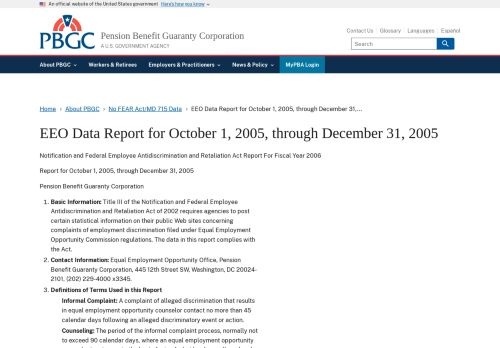 An official website of the United States government Here's how you know
PBGC
Pension Benefit Guaranty Corporation
A U.S. GOVERNMENT AGENCY
Contact Us Glossary Languages Español
Search
About PBGC Workers & Retirees Employers & Practitioners News & Policy MyPBA Login
Home › About PBGC › No FEAR Act/MD 715 Data › EEO Data Report for October 1, 2005, through December 31,...
EEO Data Report for October 1, 2005, through December 31, 2005
Notification and Federal Employee Antidiscrimination and Retaliation Act Report For Fiscal Year 2006
Report for October 1, 2005, through December 31, 2005
Pension Benefit Guaranty Corporation
1. Basic Information: Title III of the Notification and Federal Employee
Antidiscrimination and Retaliation Act of 2002 requires agencies to post
certain statistical information on their public Web sites concerning
complaints of employment discrimination filed under Equal Employment
Opportunity Commission regulations. The data in this report complies with
the Act.
2. Contact Information: Equal Employment Opportunity Office, Pension
Benefit Guaranty Corporation, 445 12th Street SW, Washington, DC 20024-
2101, (202) 229-4000 x3345.
3. Definitions of Terms Used in this Report
Informal Complaint: A complaint of alleged discrimination that results
in equal employment opportunity counselor contact no more than 45
calendar days following an alleged discriminatory event or action.
Counseling: The period of the informal complaint process, normally not
to exceed 90 calendar days, where an equal employment opportunity